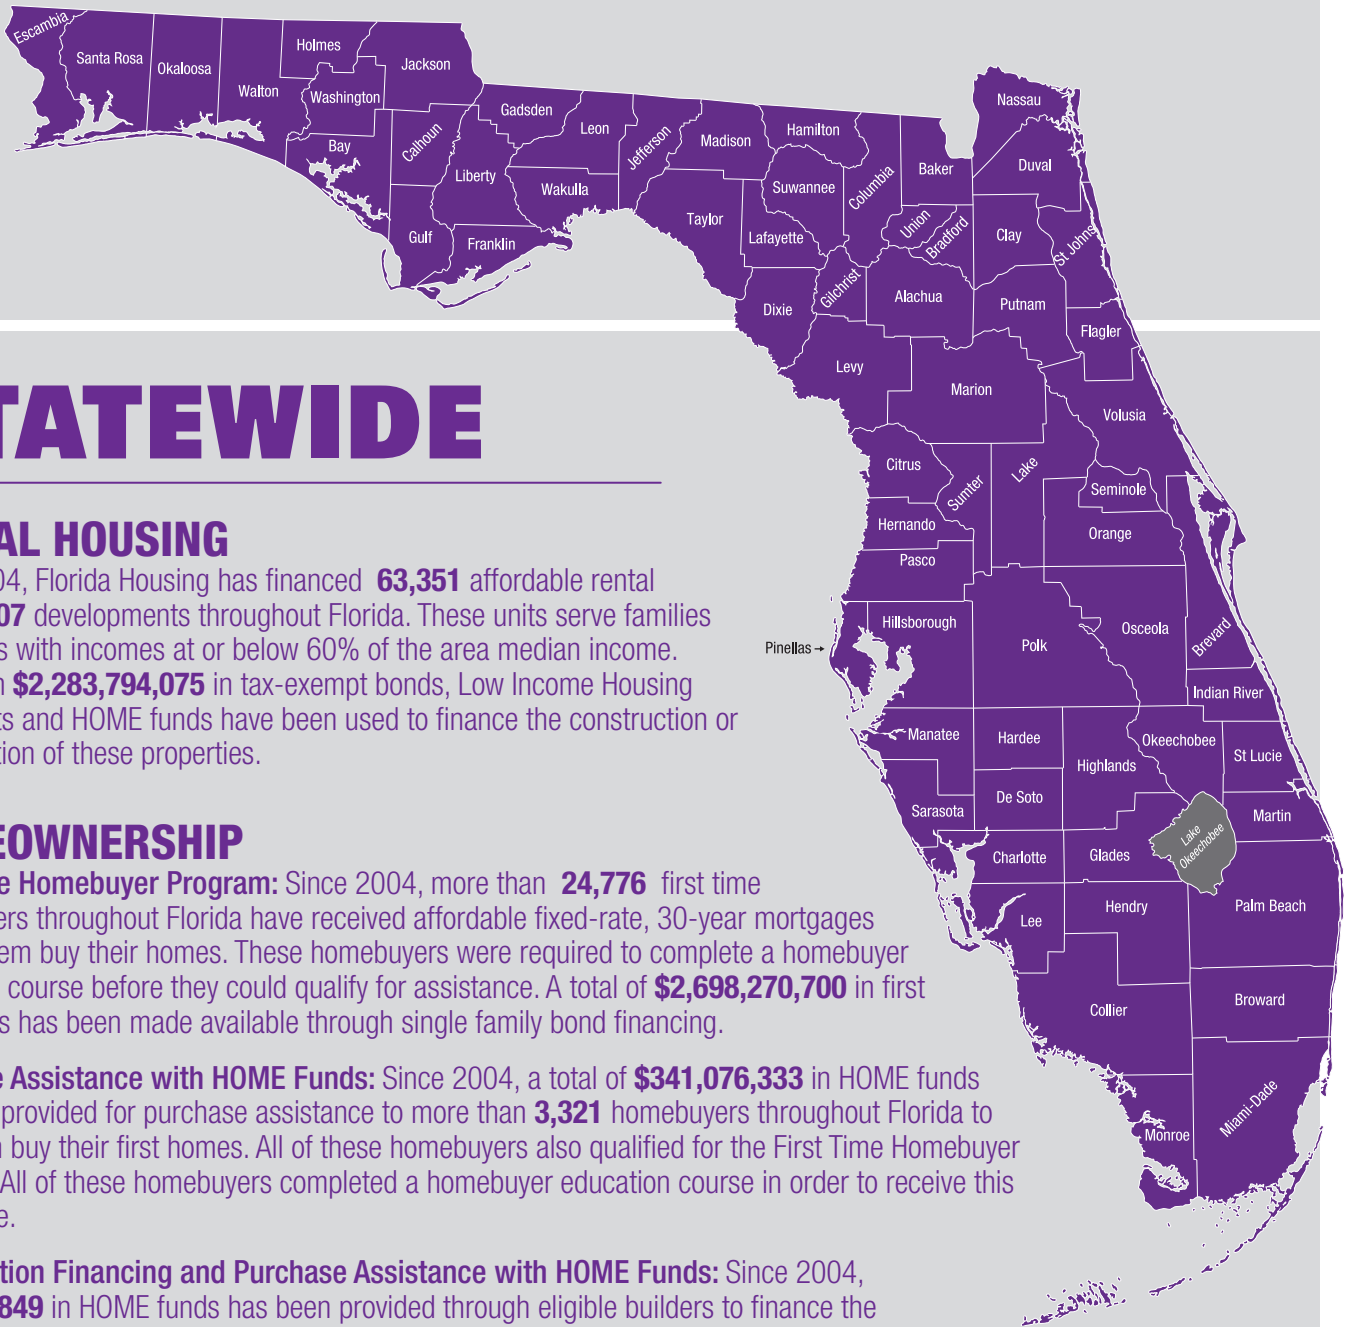 Escambia
Santa Rosa
Okaloosa
Walton
Holmes
Washington
Jackson
Bay
Calhoun
Gulf
Liberty
Gadsden
Franklin
Leon
Wakulla
Jefferson
Madison
Taylor
Hamilton
Suwannee
Lafayette
Dixie
Columbia
Gilchrist
Baker
Union
Bradford
Alachua
Nassau
Duval
Clay
St Johns
Putnam
Flagler
Levy
Marion
Volusia
Citrus
Sumter
Lake
Seminole
Hernando
Orange
Pasco
Hillsborough
Pinellas →
Polk
Osceola
Brevard
Indian River
Manatee
Hardee
Highlands
Okeechobee
St Lucie
Sarasota
De Soto
Martin
Lake
Okeechobee
Charlotte
Glades
Lee
Hendry
Palm Beach
Collier
Broward
Monroe
Miami-Dade
TATEWIDE
AL HOUSING
04, Florida Housing has financed 63,351 affordable rental
07 developments throughout Florida. These units serve families
s with incomes at or below 60% of the area median income.
n $2,283,794,075 in tax-exempt bonds, Low Income Housing
ts and HOME funds have been used to finance the construction or
tion of these properties.
EOWNERSHIP
e Homebuyer Program: Since 2004, more than 24,776 first time
ers throughout Florida have received affordable fixed-rate, 30-year mortgages
em buy their homes. These homebuyers were required to complete a homebuyer
course before they could qualify for assistance. A total of $2,698,270,700 in first
s has been made available through single family bond financing.
e Assistance with HOME Funds: Since 2004, a total of $341,076,333 in HOME funds
provided for purchase assistance to more than 3,321 homebuyers throughout Florida to
n buy their first homes. All of these homebuyers also qualified for the First Time Homebuyer
All of these homebuyers completed a homebuyer education course in order to receive this
e.
tion Financing and Purchase Assistance with HOME Funds: Since 2004,
849 in HOME funds has been provided through eligible builders to finance the